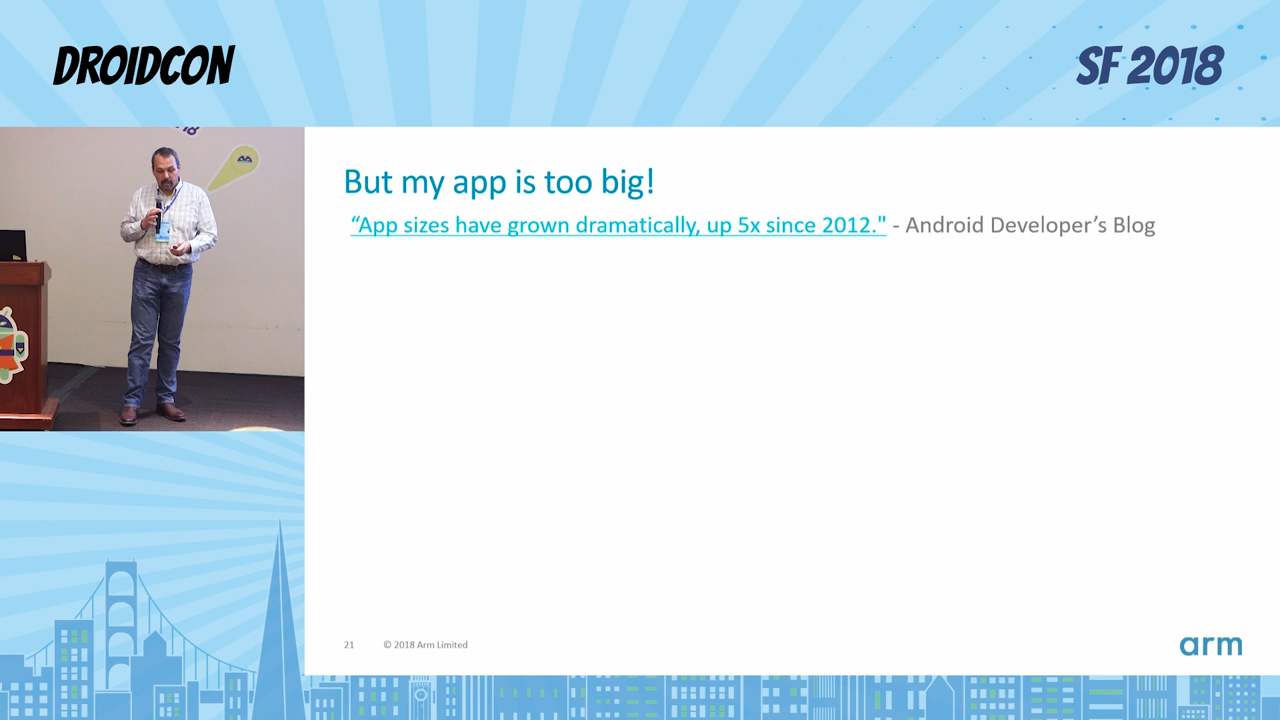 DROIDCON
SF 2018
But my app is too big!
“App sizes have grown dramatically, up 5x since 2012." - Android Developer’s Blog
21 © 2018 Arm Limited
arm